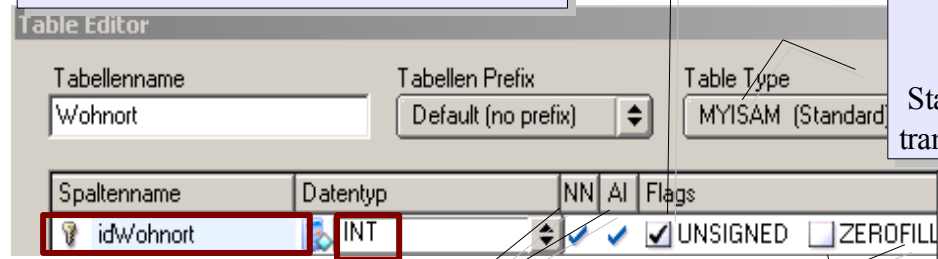 Table Editor
Tabellenname Tabellen Prefix Table Type
Wohnort Default (no prefix) MYISAM (Standard)
Spaltenname Datentyp NN AI Flags
idWohnort INT UNSIGNED ZEROFILL